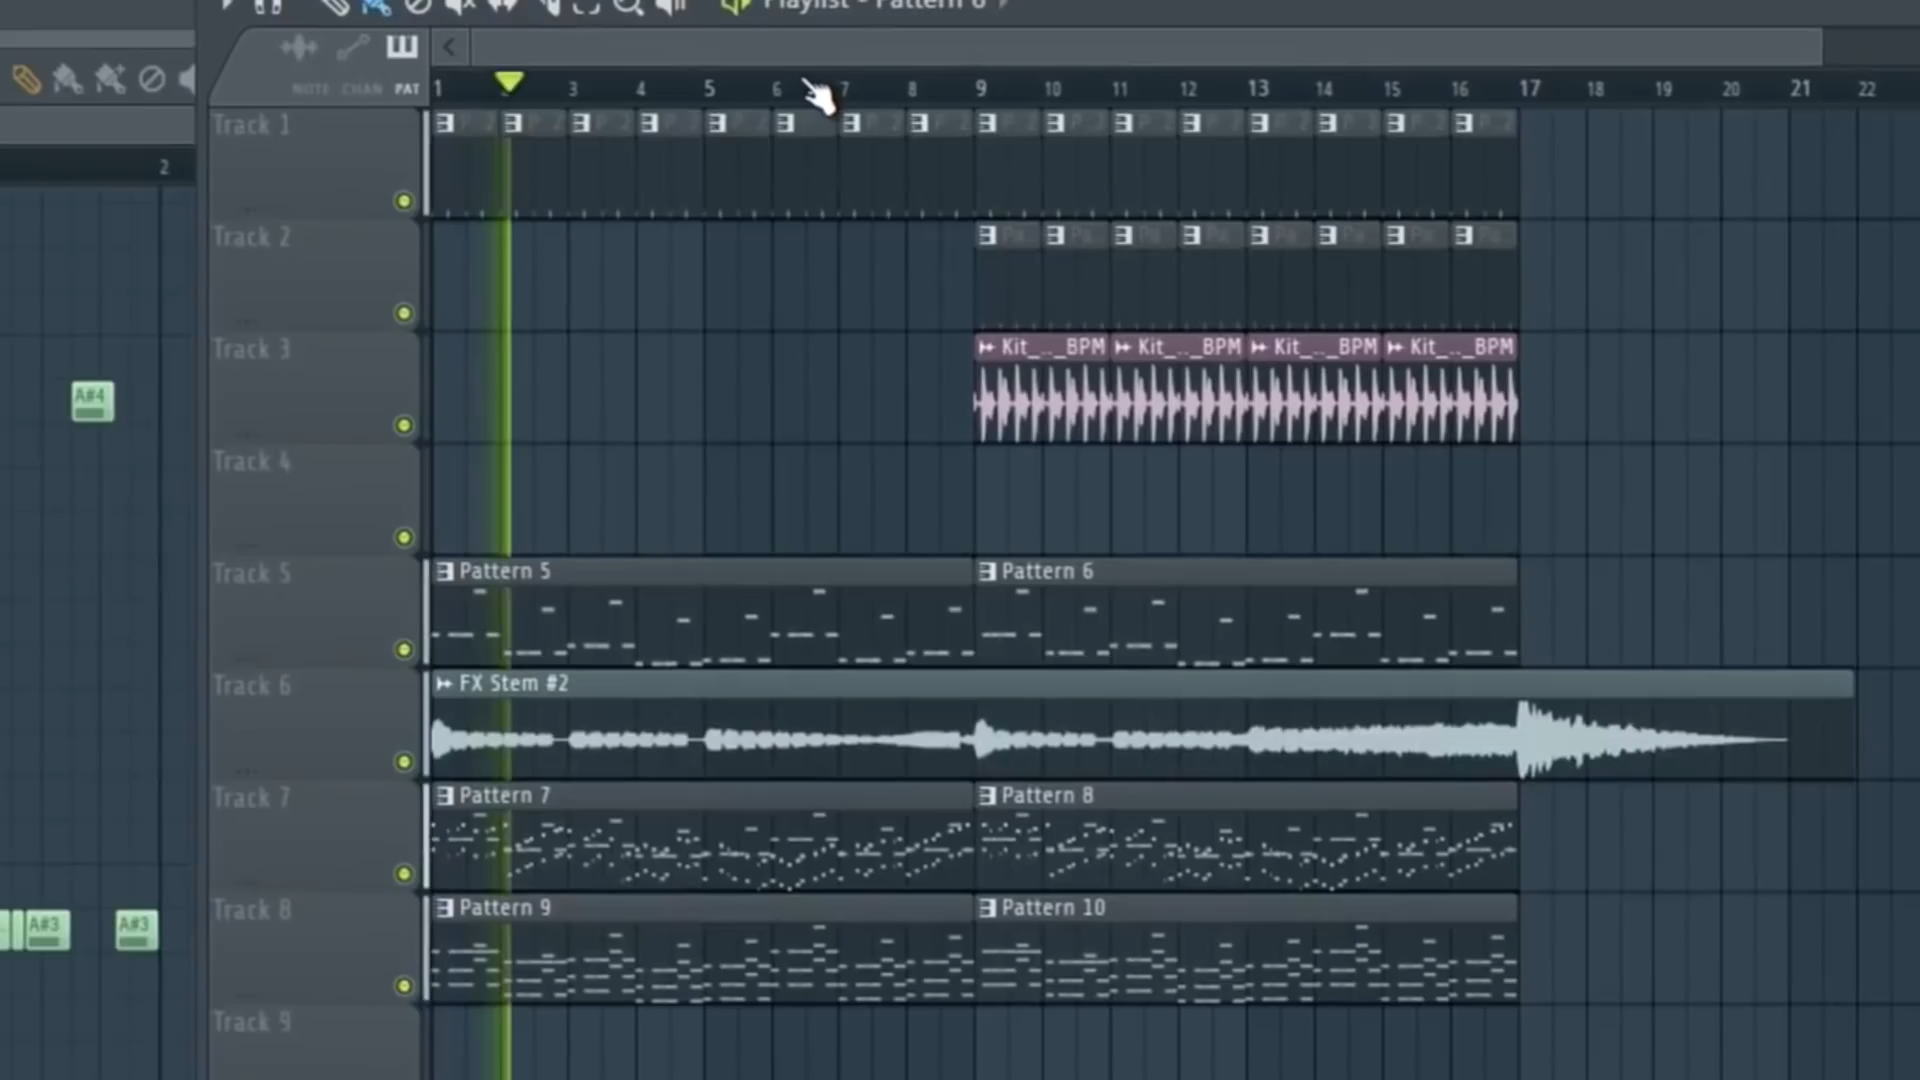 Playlist - Pattern 6
NOTE CHAN PAT
1 3 4 5 6 7 8 9 10 11 12 13 14 15 16 17 18 19 20 21 22
2
Track 1
Track 2
Track 3
Kit_.._BPM Kit_.._BPM Kit_.._BPM Kit_.._BPM
A#4
Track 4
Track 5
Pattern 5 Pattern 6
Track 6
FX Stem #2
Track 7
Pattern 7 Pattern 8
Track 8
Pattern 9 Pattern 10
A#3 A#3
Track 9